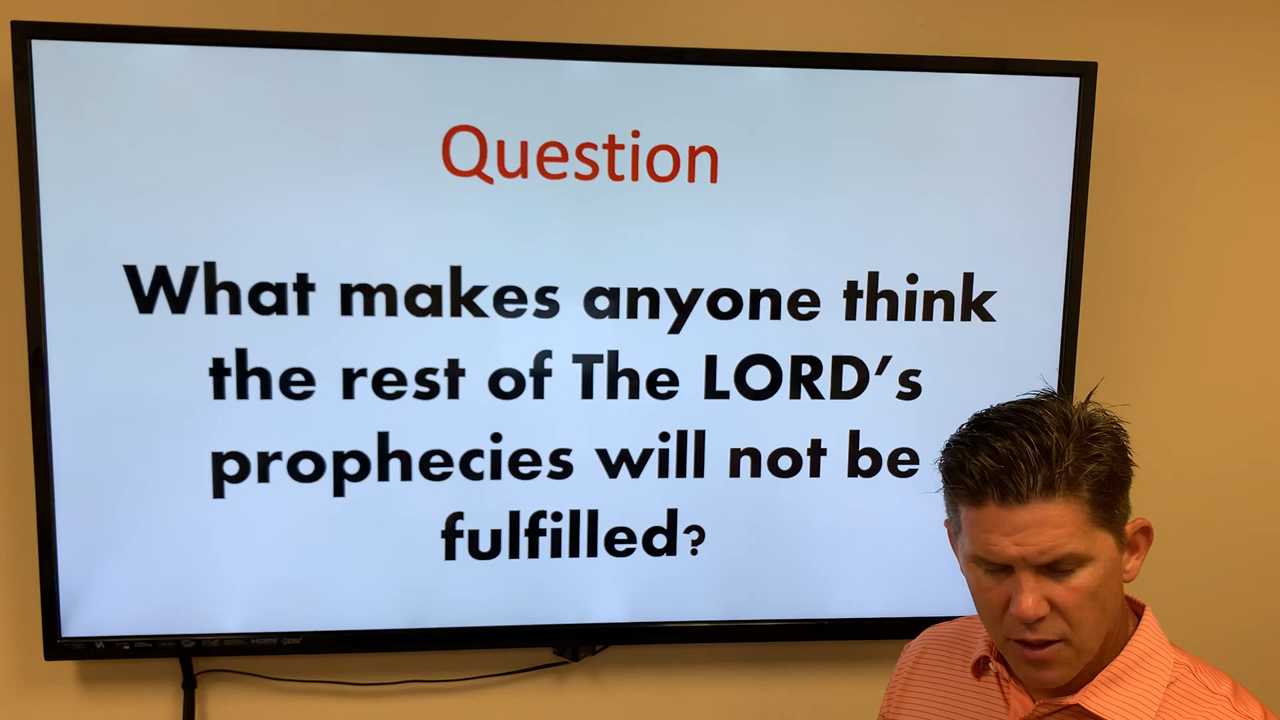 Question
What makes anyone think
the rest of The LORD’s
prophecies will not be
fulfilled?